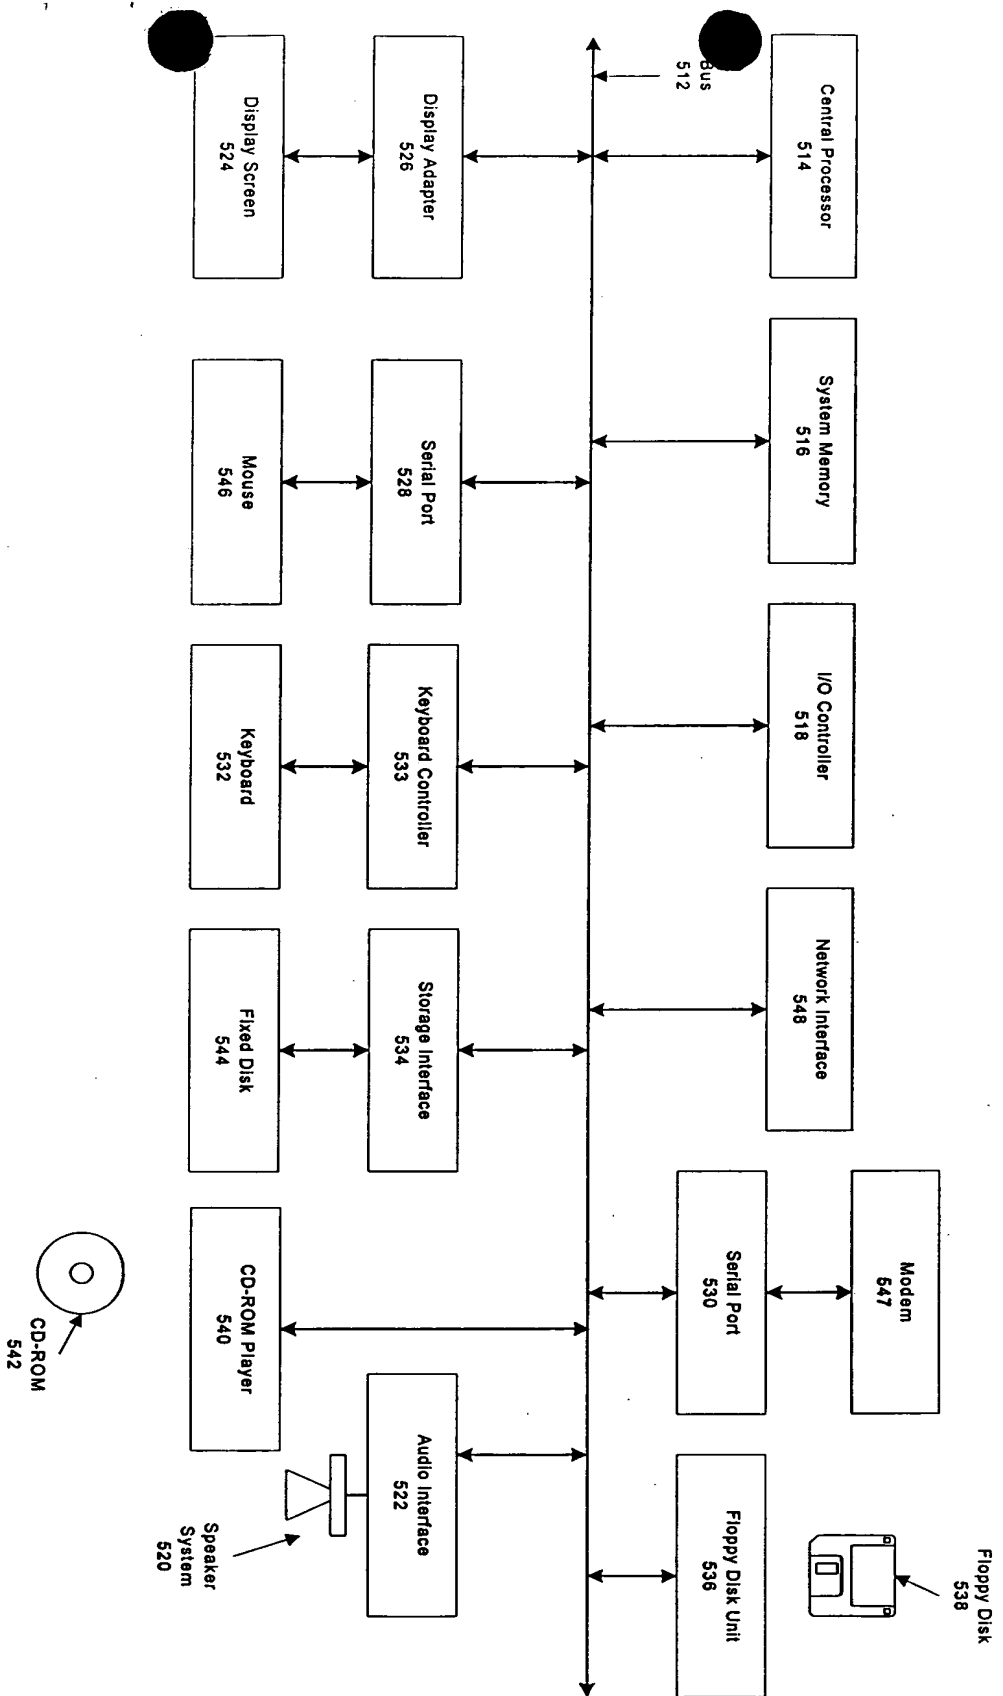 Central Processor
514
System Memory
516
I/O Controller
518
Network Interface
548
Modem
547
Serial Port
530
Floppy Disk
538
Floppy Disk Unit
536
Bus
512
Display Adapter
526
Serial Port
528
Keyboard Controller
533
Storage Interface
534
Audio Interface
522
Display Screen
524
Mouse
546
Keyboard
532
Fixed Disk
544
CD-ROM Player
540
Speaker
System
520
CD-ROM
542